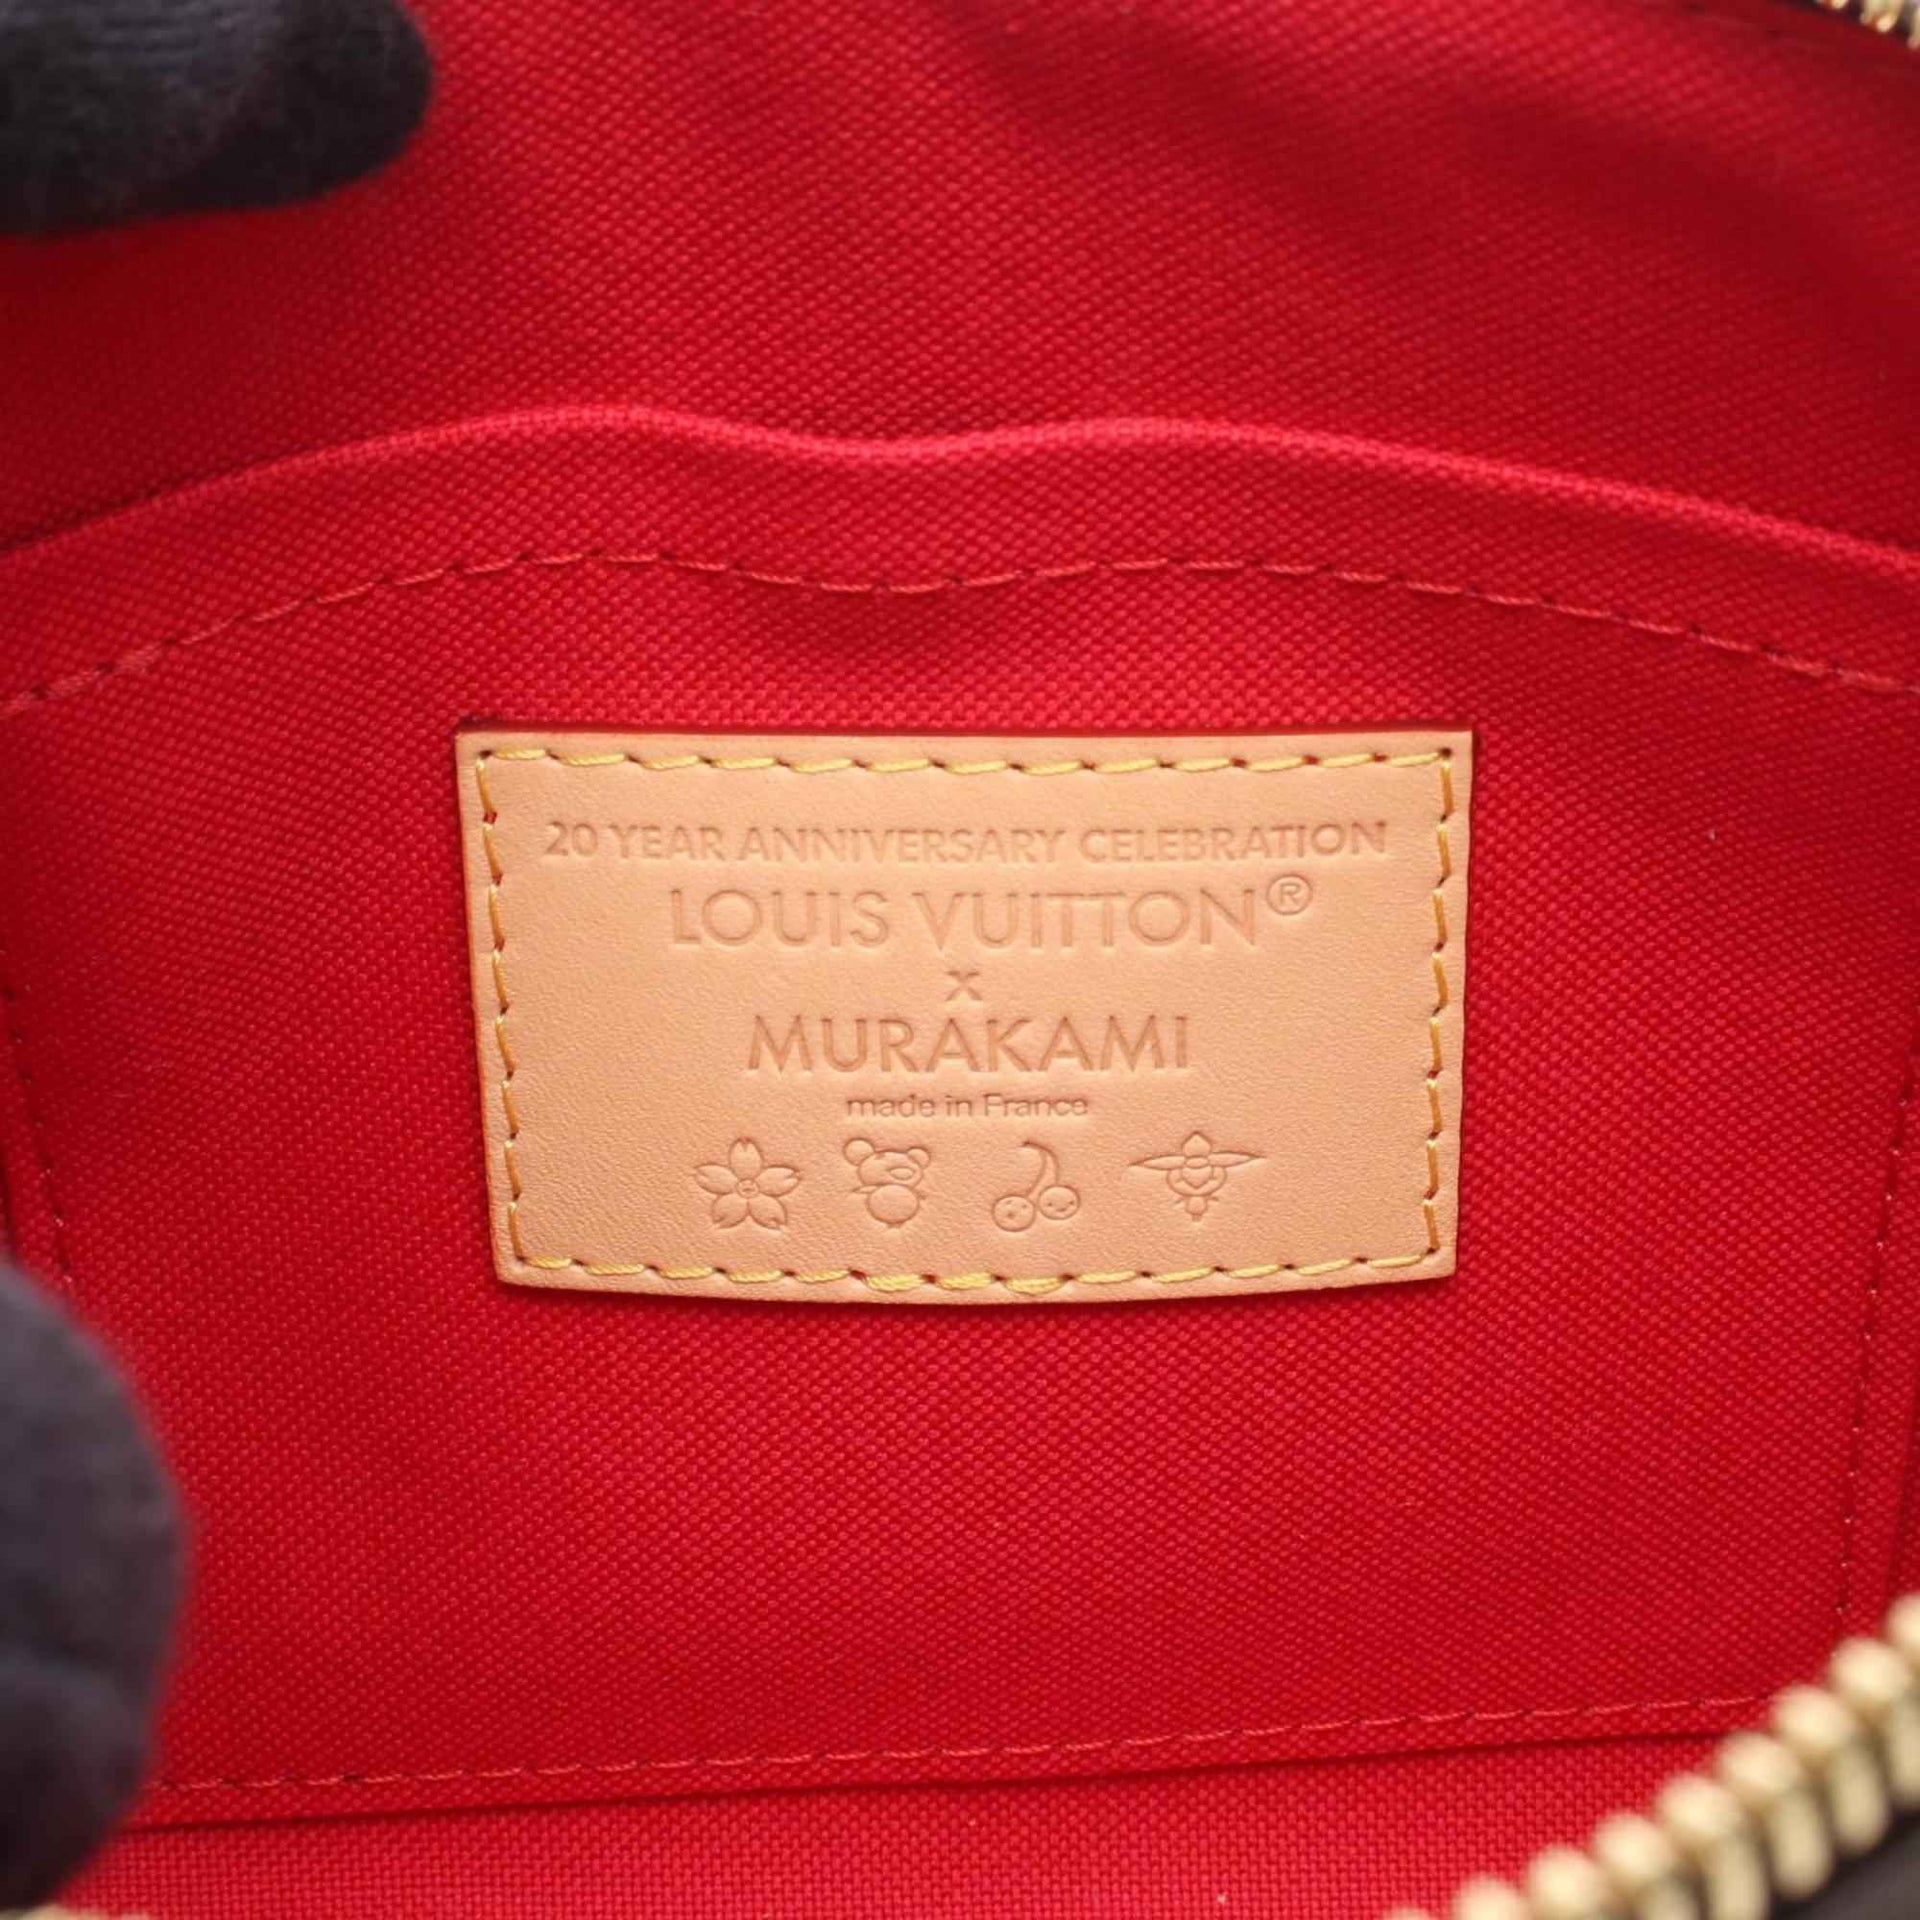 20 YEAR ANNIVERSARY CELEBRATION
LOUIS VUITTON®
x
MURAKAMI
made in France